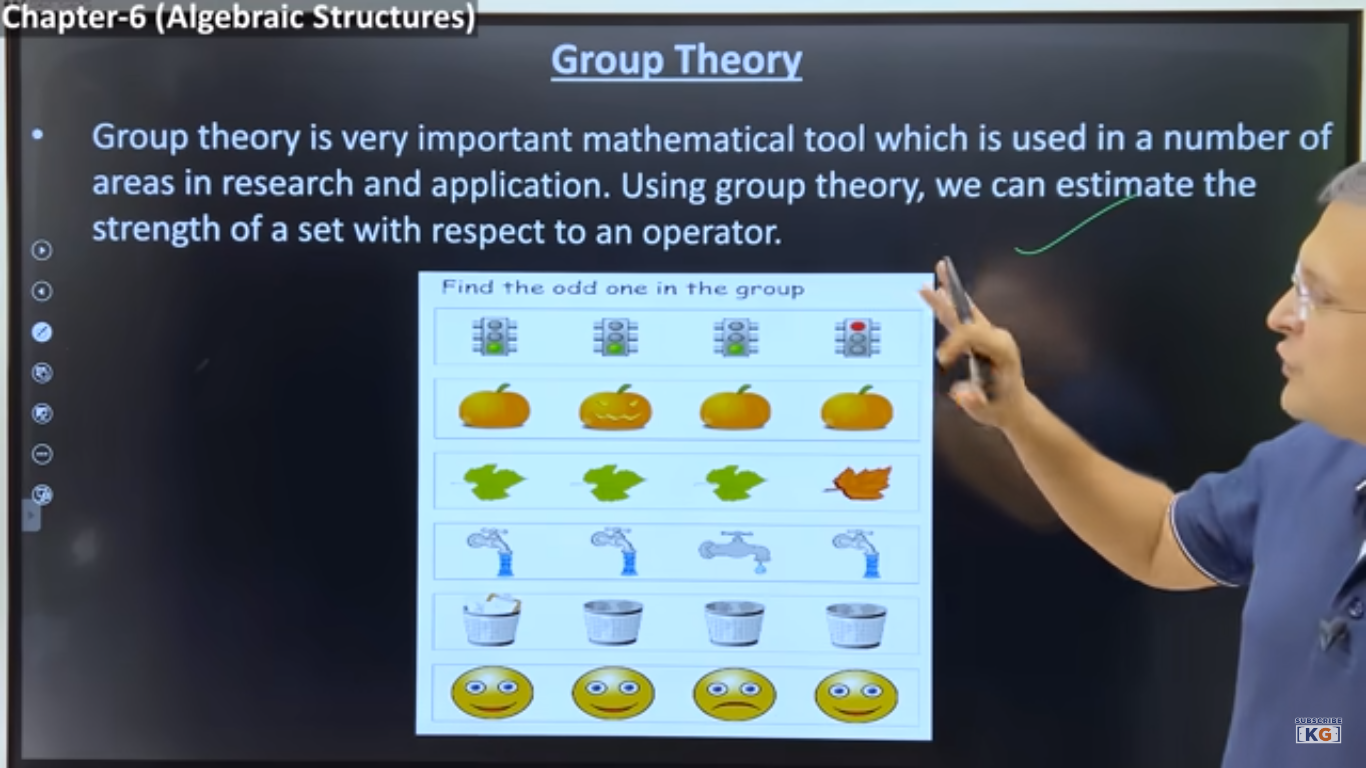 Chapter-6 (Algebraic Structures)
Group Theory
• Group theory is very important mathematical tool which is used in a number of
areas in research and application. Using group theory, we can estimate the
strength of a set with respect to an operator.
Find the odd one in the group
SUBSCRIBE
[KG]